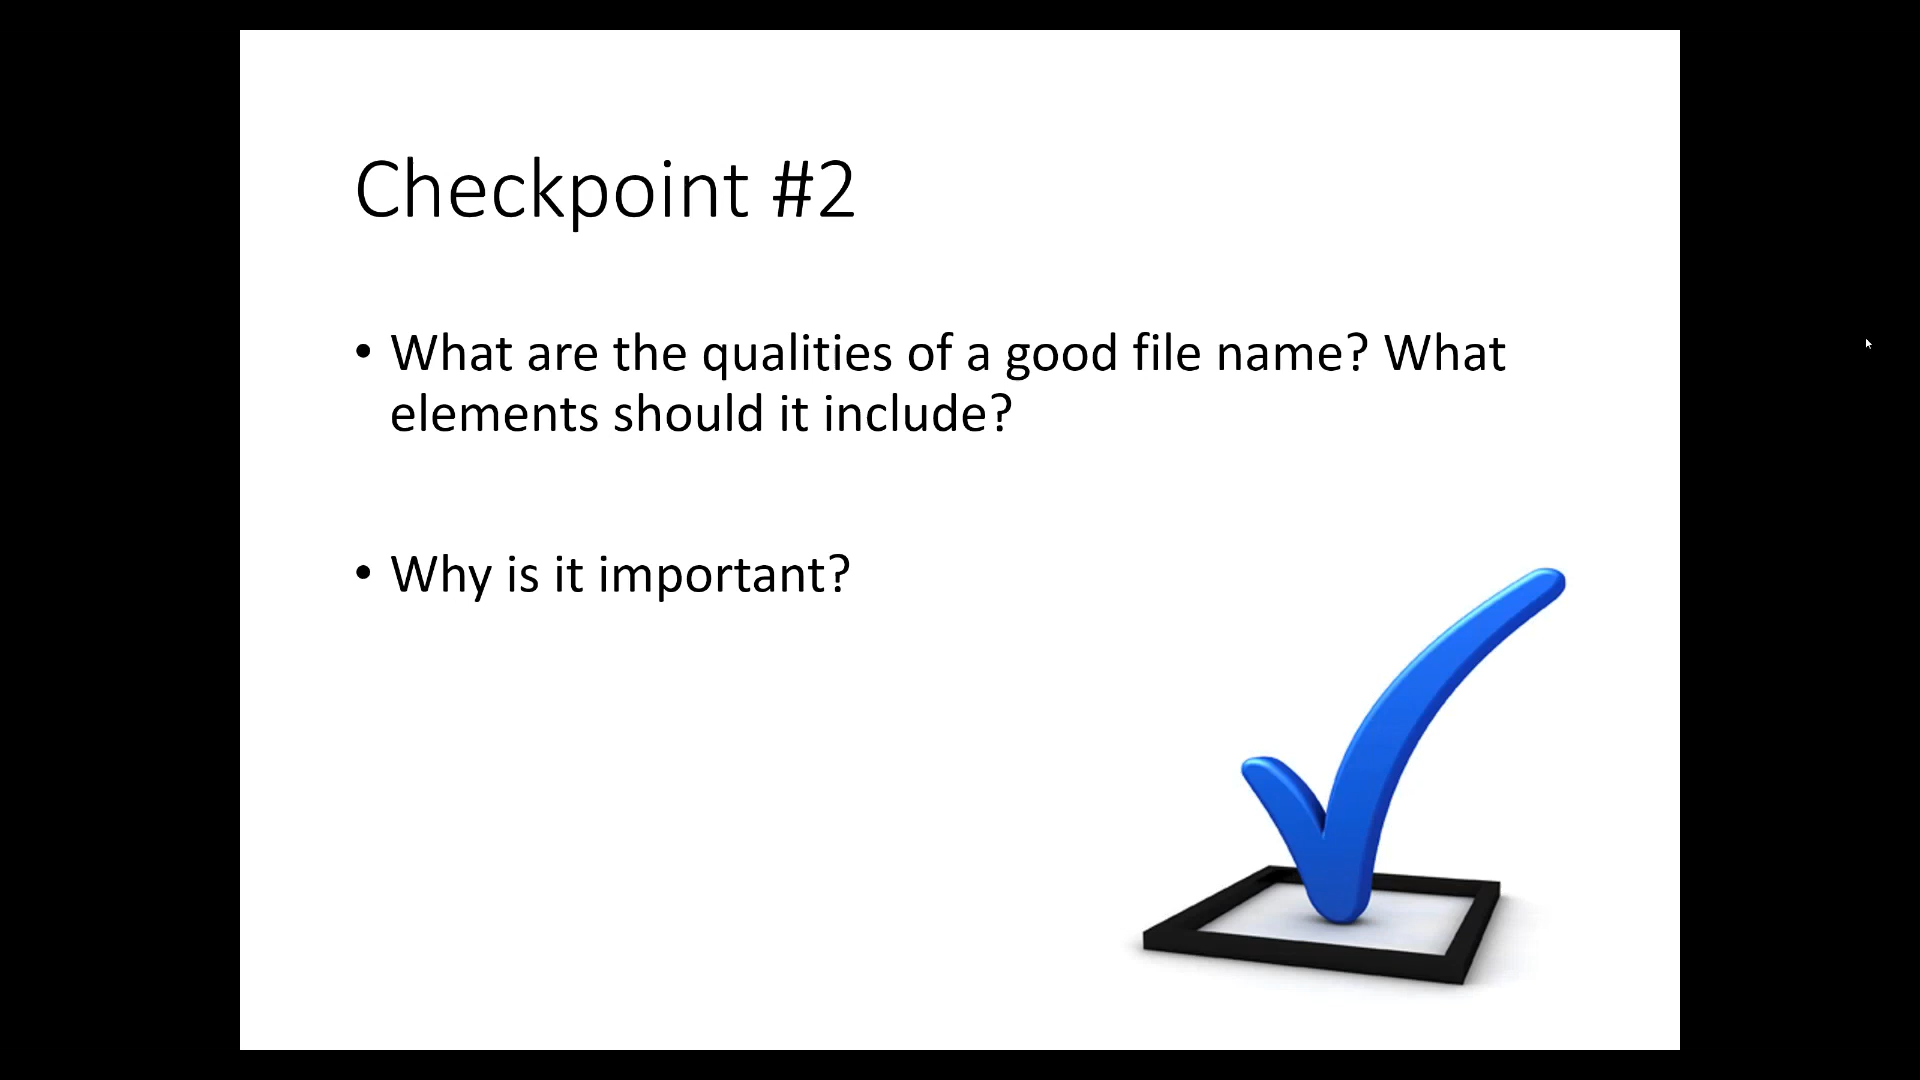 Checkpoint #2
• What are the qualities of a good file name? What
elements should it include?
• Why is it important?